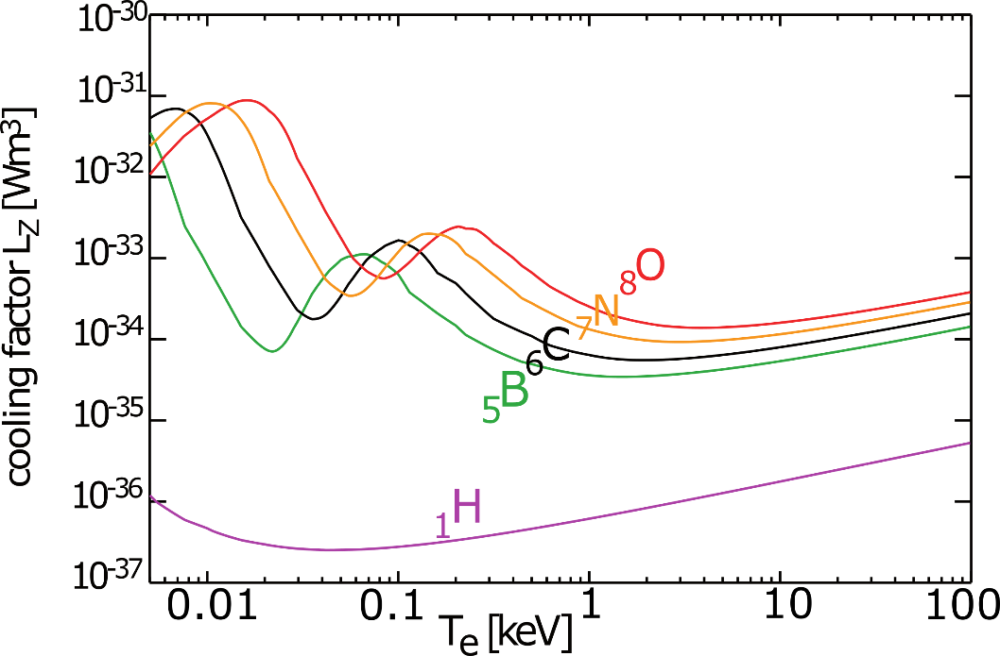 cooling factor L_Z [Wm³]
10⁻³⁰
10⁻³¹
10⁻³²
10⁻³³
10⁻³⁴
10⁻³⁵
10⁻³⁶
10⁻³⁷
₈O
₇N
₆C
₅B
₁H
0.01 0.1 1 10 100
T_e [keV]